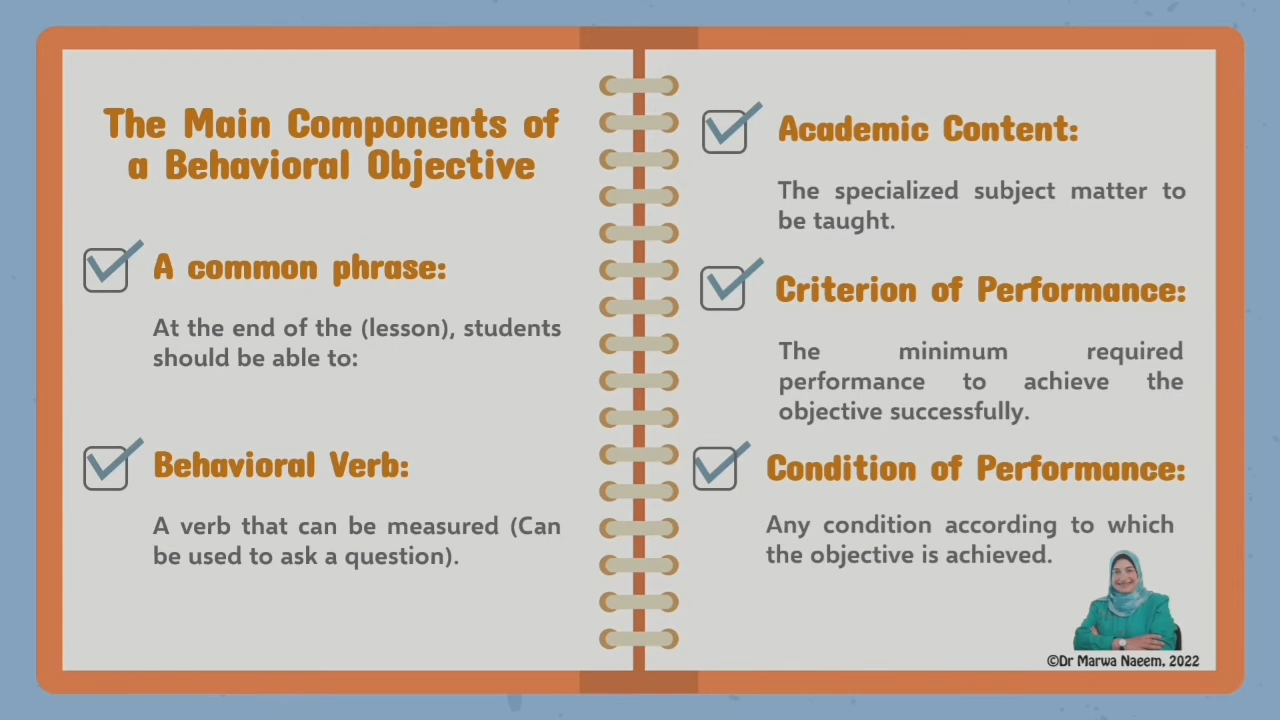 The Main Components of
a Behavioral Objective
A common phrase:
At the end of the (lesson), students
should be able to:
Behavioral Verb:
A verb that can be measured (Can
be used to ask a question).
Academic Content:
The specialized subject matter to
be taught.
Criterion of Performance:
The minimum required
performance to achieve the
objective successfully.
Condition of Performance:
Any condition according to which
the objective is achieved.
©Dr Marwa Naeem, 2022